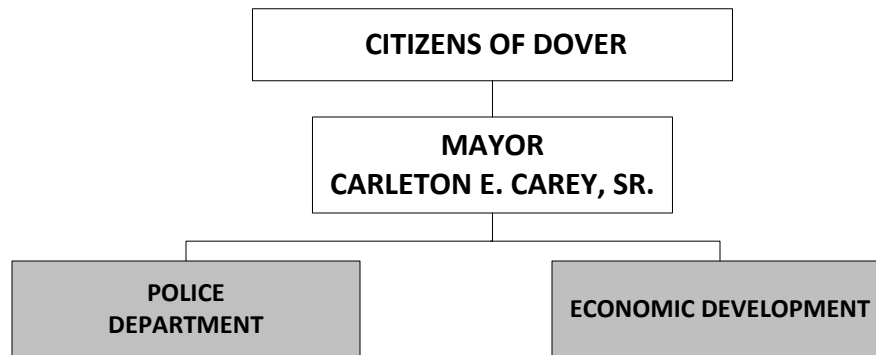 CITIZENS OF DOVER
MAYOR
CARLETON E. CAREY, SR.
POLICE
DEPARTMENT
ECONOMIC DEVELOPMENT